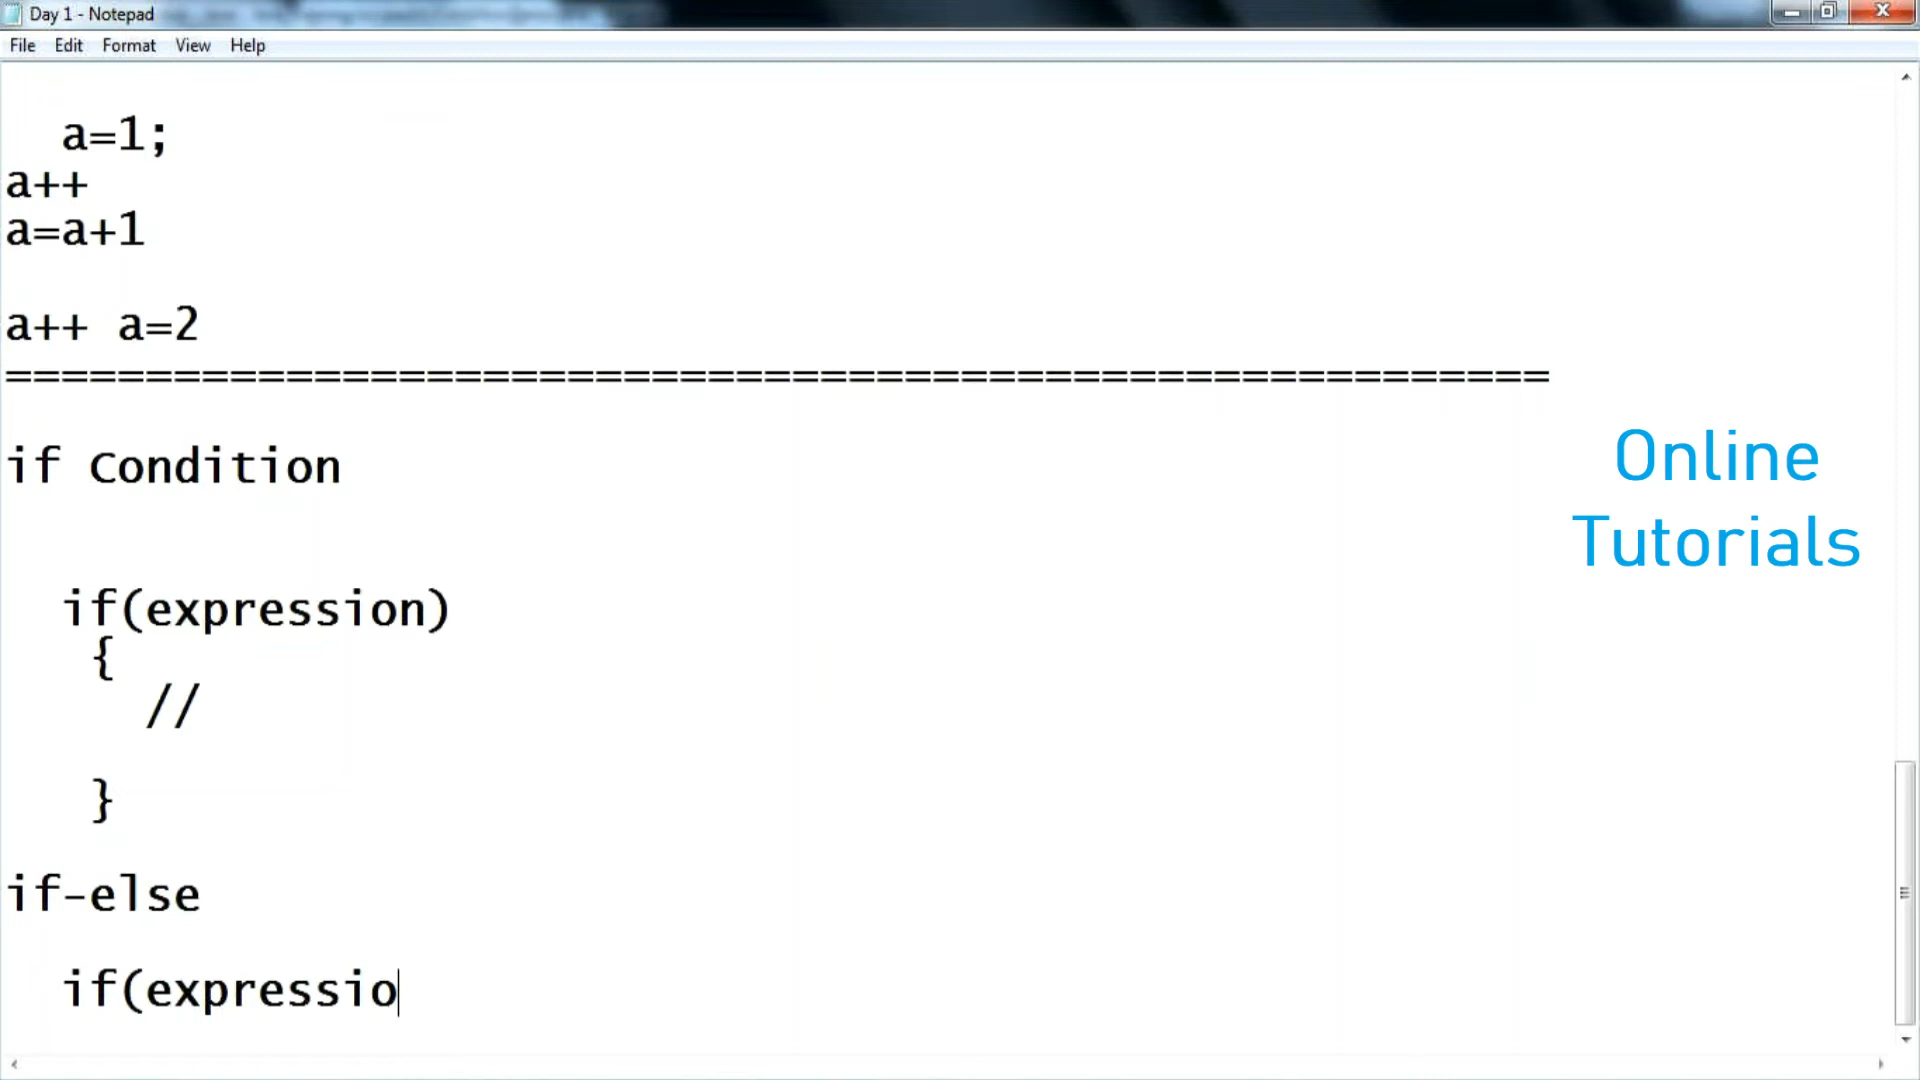 Day 1 - Notepad
File Edit Format View Help
a=1;
a++
a=a+1
a++ a=2
=======================================================
if Condition
if(expression)
{
//
}
if-else
if(expressio
Online
Tutorials